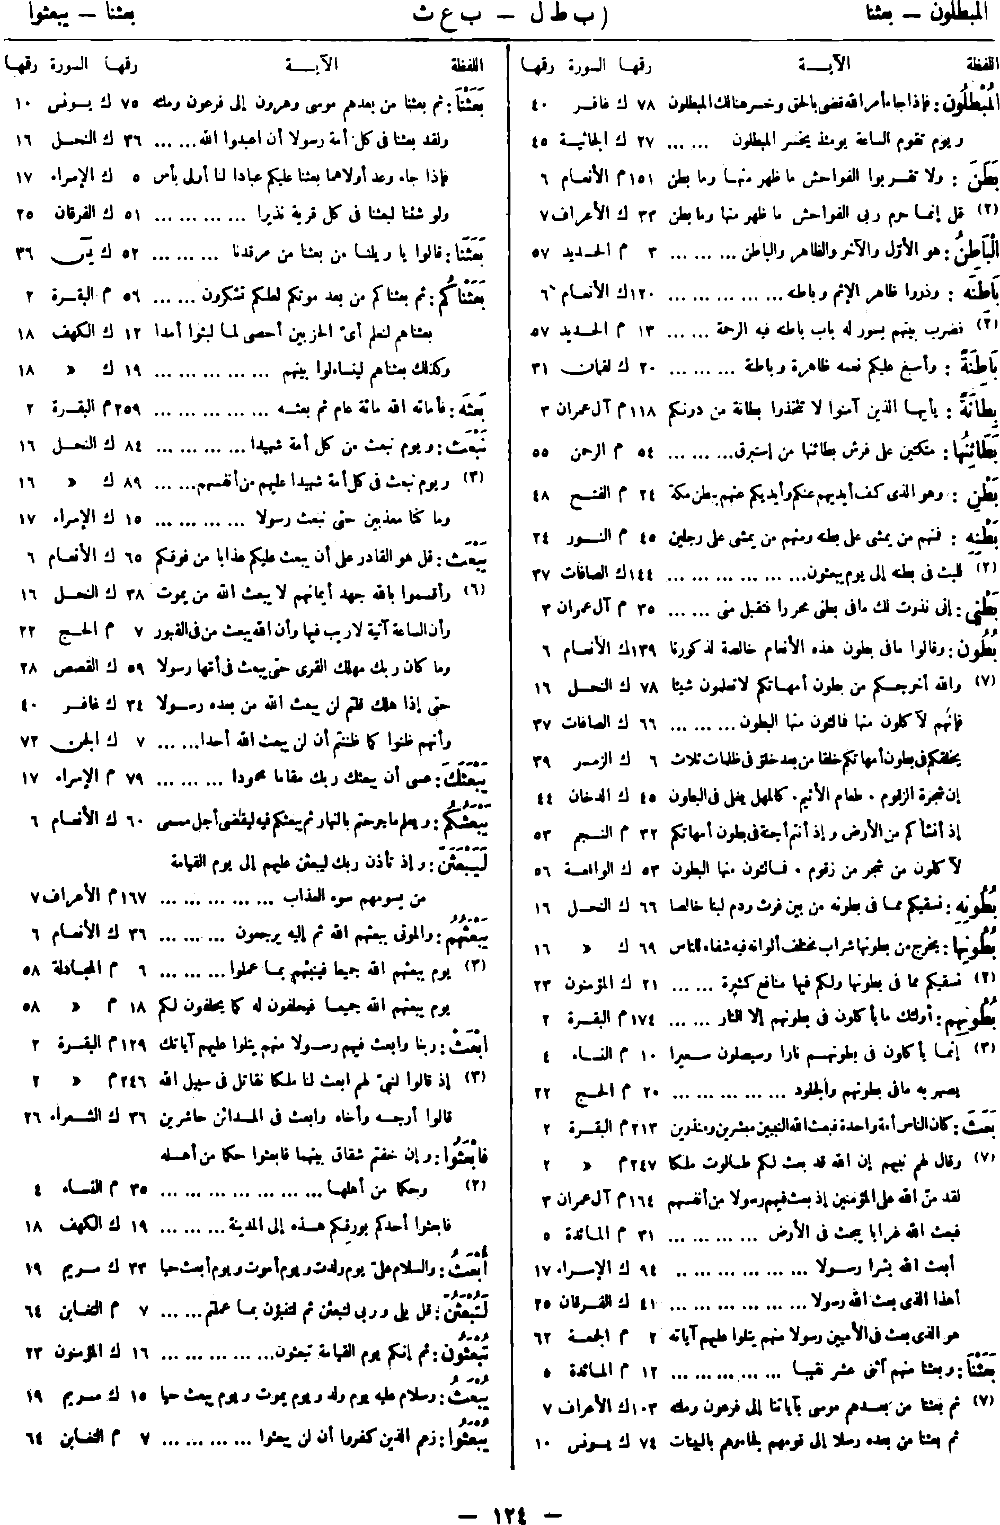 المبطلون – بعثنا
(ب ط ل – ب ع ث
بعثنا – يبعثوا
اللفظة الآيــة رقمها السورة رقمها
الْمُبْطِلُون : فإذا جاء أمر الله قضى بالحق وخسر هنالك المبطلون ٧٨ ك غافر ٤٠
ويوم تقوم الساعة يومئذ يخسر المبطلون ... ... ٢٧ ك الجاثية ٤٥
بَطَنَ : ولا تقربوا الفواحش ما ظهر منها وما بطن ١٥١م الأنعام ٦
(٢) قل إنما حرم ربى الفواحش ما ظهر منها وما بطن ٣٣ ك الأعراف ٧
الْبَاطِنُ : هو الأوّل والآخر والظاهر والباطن ... ... ... ٣ م الحديد ٥٧
بَاطِنَه : وذروا ظاهر الإثم وباطنه ... ... ... ... ... ١٢٠ك الأنعام ٦
(٢) فضرب بينهم بسور له باب باطنه فيه الرحمة ... ... ١٣ م الحديد ٥٧
بَاطِنَةً : وأسبغ عليكم نعمه ظاهرة وباطنة ... ... ... ٢٠ ك لقمان ٣١
بِطَانَةً : يأيها الذين آمنوا لا تتخذوا بطانة من دونكم ١١٨م آل عمران ٣
بَطَائِنُها : متكئين على فرش بطائنها من إستبرق... ... ... ٥٤ م الرحمن ٥٥
بَطْنِ : وهو الذى كف أيديهم عنكم وأيديكم عنهم ببطن مكة ٢٤ م الفتح ٤٨
بَطْنِه : فمنهم من يمشى على بطنه ومنهم من يمشى على رجلين ٤٥ م النور ٢٤
(٢) للبث فى بطنه إلى يوم يبعثون... ... ... ... ... ١٤٤ك الصافات ٣٧
بَطْنِى : إنى نذرت لك مافى بطنى محررا فتقبل منى ... ... ٣٥ م آل عمران ٣
بُطُون : وقالوا مافى بطون هذه الأنعام خالصة لذكورنا ١٣٩ك الأنعام ٦
(٧) والله أخرجكم من بطون أمهاتكم لا تعلمون شيئا ٧٨ ك النحل ١٦
فإنهم لآكلون منها فمالئون منها البطون ... ... ... ٦٦ ك الصافات ٣٧
يخلقكم فى بطون أمهاتكم خلقا من بعد خلق فى ظلمات ثلاث ٦ ك الزمر ٣٩
إن شجرة الزقوم ٠ طعام الأثيم ٠ كالمهل يغلى فى البطون ٤٥ ك الدخان ٤٤
إذ أنشأكم من الأرض وإذ أنتم أجنة فى بطون أمهاتكم ٣٢ م النجم ٥٣
لآكلون من شجر من زقوم ٠ فمالئون منها البطون ٥٣ ك الواقعة ٥٦
بُطُونِهِ : نسقيكم مما فى بطونه من بين فرث ودم لبنا خالصا ٦٦ ك النحل ١٦
بُطُونِها : يخرج من بطونها شراب مختلف ألوانه فيه شفاء للناس ٦٩ ك » ١٦
(٢) نسقيكم مما فى بطونها ولكم فيها منافع كثيرة ... ... ٢١ ك المؤمنون ٢٣
بُطُونِهِم : أولئك ما يأكلون فى بطونهم إلا النار ... ... ١٧٤م البقرة ٢
(٣) إنما يأكلون فى بطونهم نارا وسيصلون سعيرا ١٠ م النساء ٤
يصهر به مافى بطونهم والجلود ... ... ... ... ... ٢٠ م الحج ٢٢
بَعَثَ : كان الناس أمة واحدة فبعث الله النبيين مبشرين ومنذرين ٢١٣م البقرة ٢
(٧) وقال لهم نبيهم إن الله قد بعث لكم طالوت ملكا ٢٤٧م » ٢
لقد منّ الله على المؤمنين إذ بعث فيهم رسولا من أنفسهم ١٦٤م آل عمران ٣
فبعث الله غرابا يبحث فى الأرض ... ... ... ... ٣١ م المائدة ٥
أبعث الله بشرا رسولا ... ... ... ... ... ٩٤ ك الإسراء ١٧
أهذا الذى بعث الله رسولا ... ... ... ... ... ٤١ ك الفرقان ٢٥
هو الذى بعث فى الأميين رسولا منهم يتلوا عليهم آياته ٢ م الجمعة ٦٢
بَعَثْنَا : وبعثنا منهم اثنى عشر نقيبا ... ... ... ... ١٢ م المائدة ٥
(٧) ثم بعثنا من بعدهم موسى بآياتنا إلى فرعون وملئه ١٠٣ك الأعراف ٧
ثم بعثنا من بعده رسلا إلى قومهم فجاءوهم بالبينات ٧٤ ك يونس ١٠
اللفظة الآيــة رقمها السورة رقمها
بَعَثْنَا : ثم بعثنا من بعدهم موسى وهرون إلى فرعون وملئه ٧٥ ك يونس ١٠
ولقد بعثنا فى كل أمة رسولا أن اعبدوا الله... ... ٣٦ ك النحل ١٦
فإذا جاء وعد أولاهما بعثنا عليكم عبادا لنا أولى بأس ٥ ك الإسراء ١٧
ولو شئنا لبعثنا فى كل قرية نذيرا ... ... ... ... ٥١ ك الفرقان ٢٥
بَعَثَنَا : قالوا يا ويلنا من بعثنا من مرقدنا ... ... ... ٥٢ ك يسٓ ٣٦
بَعَثْناكُم : ثم بعثناكم من بعد موتكم لعلكم تشكرون ... ... ٥٦ م البقرة ٢
بعثناهم لنعلم أىّ الحزبين أحصى لما لبثوا أمدا ١٢ ك الكهف ١٨
وكذلك بعثناهم ليتساءلوا بينهم ... ... ... ... ... ١٩ ك » ١٨
بَعَثَه : فأماته الله مائة عام ثم بعثه ... ... ... ... ... ٢٥٩م البقرة ٢
نَبْعَث : ويوم نبعث من كل أمة شهيدا ... ... ... ... ٨٤ ك النحل ١٦
(٣) ويوم نبعث فى كل أمة شهيدا عليهم من أنفسهم... ... ٨٩ ك » ١٦
وما كنا معذبين حتى نبعث رسولا ... ... ... ... ١٥ ك الإسراء ١٧
يَبْعَث : قل هو القادر على أن يبعث عليكم عذابا من فوقكم ٦٥ ك الأنعام ٦
(٦) وأقسموا بالله جهد أيمانهم لا يبعث الله من يموت ٣٨ ك النحل ١٦
وأن الساعة آتية لا ريب فيها وأن الله يبعث من فى القبور ٧ م الحج ٢٢
وما كان ربك مهلك القرى حتى يبعث فى أمّها رسولا ٥٩ ك القصص ٢٨
حتى إذا هلك قلتم لن يبعث الله من بعده رسولا ٣٤ ك غافر ٤٠
وأنهم ظنوا كما ظننتم أن لن يبعث الله أحدا... ... ٧ ك الجن ٧٢
يَبْعَثَكَ : عسى أن يبعثك ربك مقاما محمودا ... ... ... ٧٩ م الإسراء ١٧
يَبْعَثُكُم : ويعلم ما جرحتم بالنهار ثم يبعثكم فيه ليقضى أجل مسمى ٦٠ ك الأنعام ٦
لَيَبْعَثَنّ : وإذ تأذن ربك ليبعثن عليهم إلى يوم القيامة
من يسومهم سوء العذاب ... ... ... ... ... ١٦٧م الأعراف ٧
يَبْعَثُهُم : والموتى يبعثهم الله ثم إليه يرجعون ... ... ... ٣٦ ك الأنعام ٦
(٣) يوم يبعثهم الله جميعا فينبئهم بما عملوا ... ... ... ٦ م المجادلة ٥٨
يوم يبعثهم الله جميعا فيحلفون له كما يحلفون لكم ١٨ م » ٥٨
ابْعَثْ : ربنا وابعث فيهم رسولا منهم يتلوا عليهم آياتك ١٢٩م البقرة ٢
(٣) إذ قالوا لنبىّ لهم ابعث لنا ملكا نقاتل فى سبيل الله ٢٤٦م » ٢
قالوا أرجه وأخاه وابعث فى المدائن حاشرين ٣٦ ك الشعراء ٢٦
فابْعَثُوا : وإن خفتم شقاق بينهما فابعثوا حكما من أهله
(٢) وحكما من أهلها... ... ... ... ... ... ... ٣٥ م النساء ٤
فابعثوا أحدكم بورقكم هذه إلى المدينة ... ... ... ١٩ ك الكهف ١٨
أُبْعَثُ : والسلام علىّ يوم ولدت ويوم أموت ويوم أبعث حيا ٣٣ ك مريم ١٩
لَتُبْعَثُنّ : قل بلى وربى لتبعثن ثم لتنبؤن بما عملتم ... ... ٧ م التغابن ٦٤
تُبْعَثُون : ثم إنكم يوم القيامة تبعثون... ... ... ... ... ١٦ ك المؤمنون ٢٣
يُبْعَثُ : وسلام عليه يوم ولد ويوم يموت ويوم يبعث حيا ١٥ ك مريم ١٩
يُبْعَثُوا : زعم الذين كفروا أن لن يبعثوا ... ... ... ... ٧ م التغابن ٦٤
– ١٢٤ –